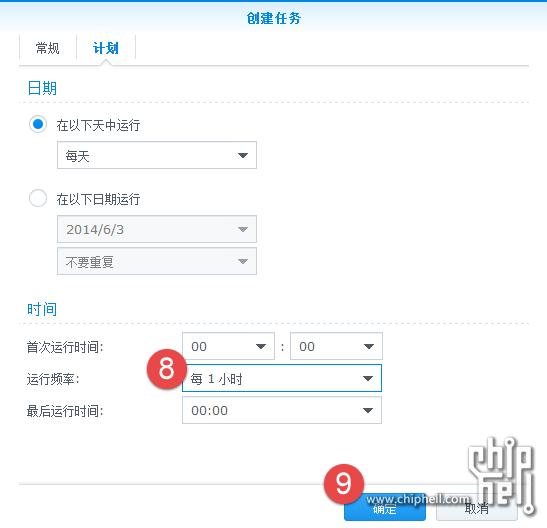 创建任务
常规 计划
日期
在以下天中运行
每天
在以下日期运行
2014/6/3
不要重复
时间
首次运行时间: 00 : 00
8
运行频率: 每 1 小时
最后运行时间: 00:00
chip hell
9
www.chiphell.com
确定 取消